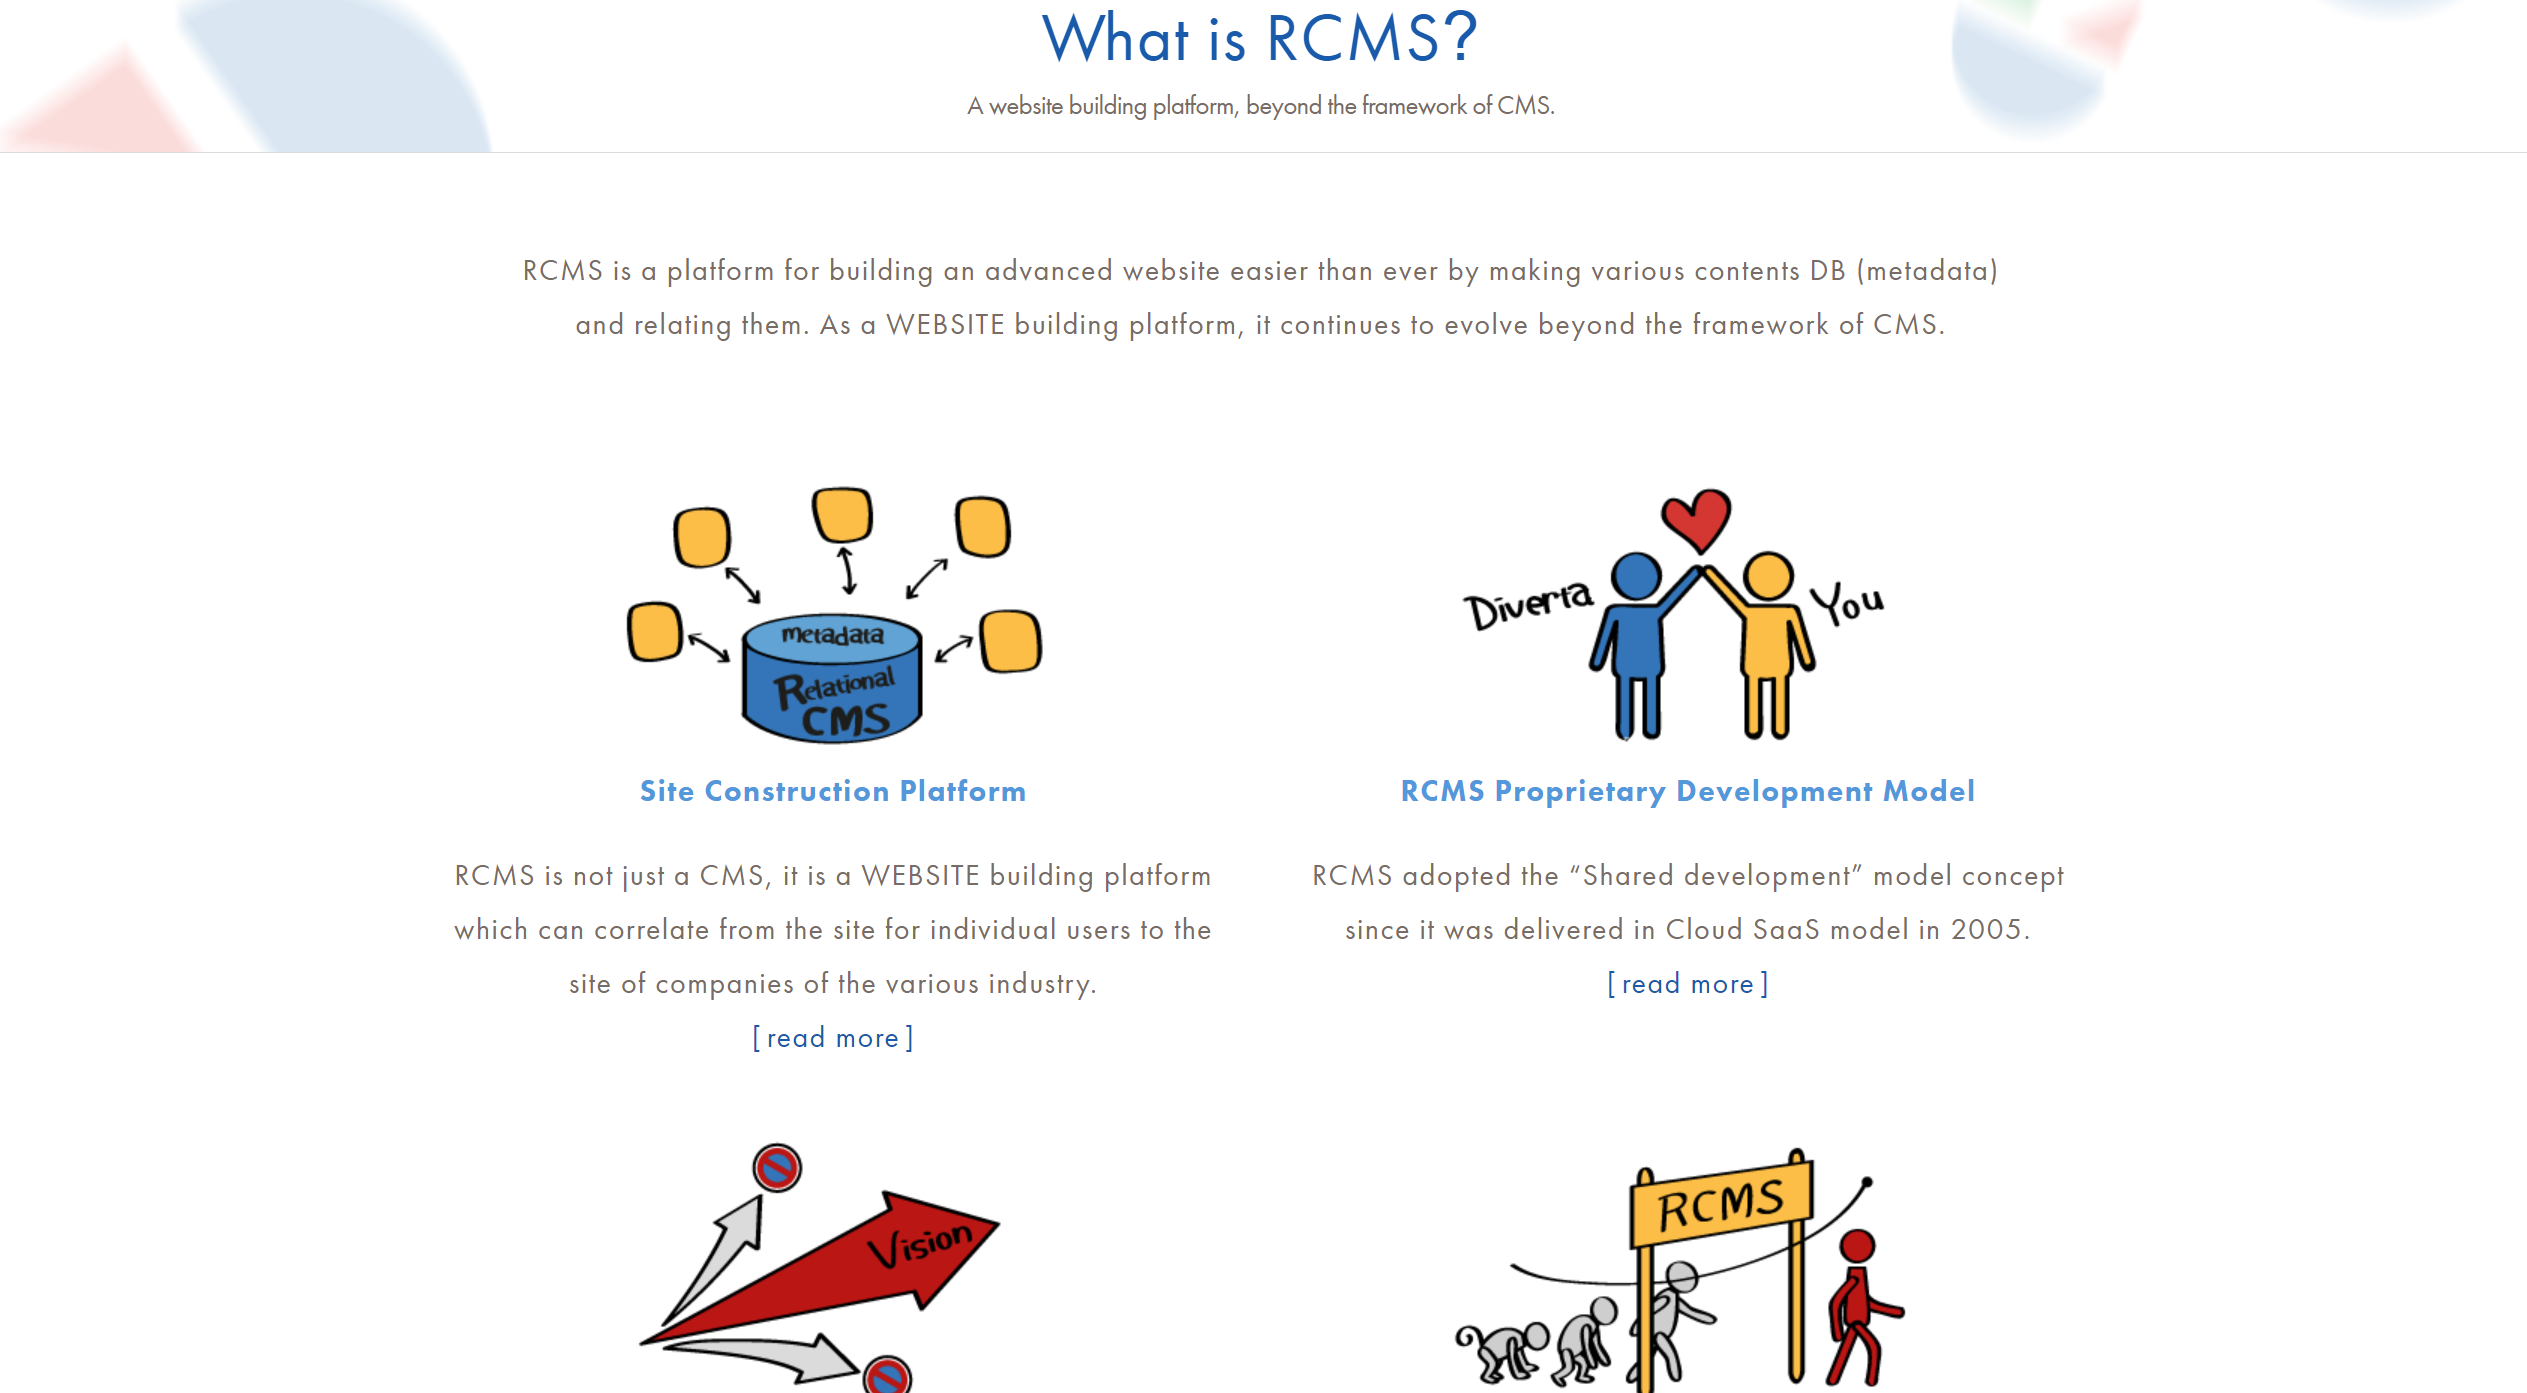 What is RCMS?
A website building platform, beyond the framework of CMS.
RCMS is a platform for building an advanced website easier than ever by making various contents DB (metadata)
and relating them. As a WEBSITE building platform, it continues to evolve beyond the framework of CMS.
metadata
Relational
CMS
Site Construction Platform
RCMS is not just a CMS, it is a WEBSITE building platform
which can correlate from the site for individual users to the
site of companies of the various industry.
[ read more ]
Diverta
You
RCMS Proprietary Development Model
RCMS adopted the “Shared development” model concept
since it was delivered in Cloud SaaS model in 2005.
[ read more ]
Vision
RCMS